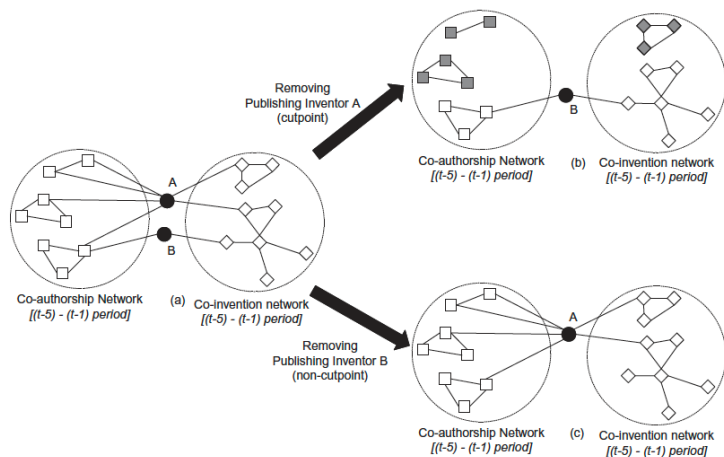 Removing
Publishing Inventor A
(cutpoint)
B
Co-authorship Network
[(t-5) - (t-1) period]
(b)
Co-invention network
[(t-5) - (t-1) period]
A
B
Co-authorship Network
[(t-5) - (t-1) period]
(a)
Co-invention network
[(t-5) - (t-1) period]
Removing
Publishing Inventor B
(non-cutpoint)
A
Co-authorship Network
[(t-5) - (t-1) period]
(c)
Co-invention network
[(t-5) - (t-1) period]